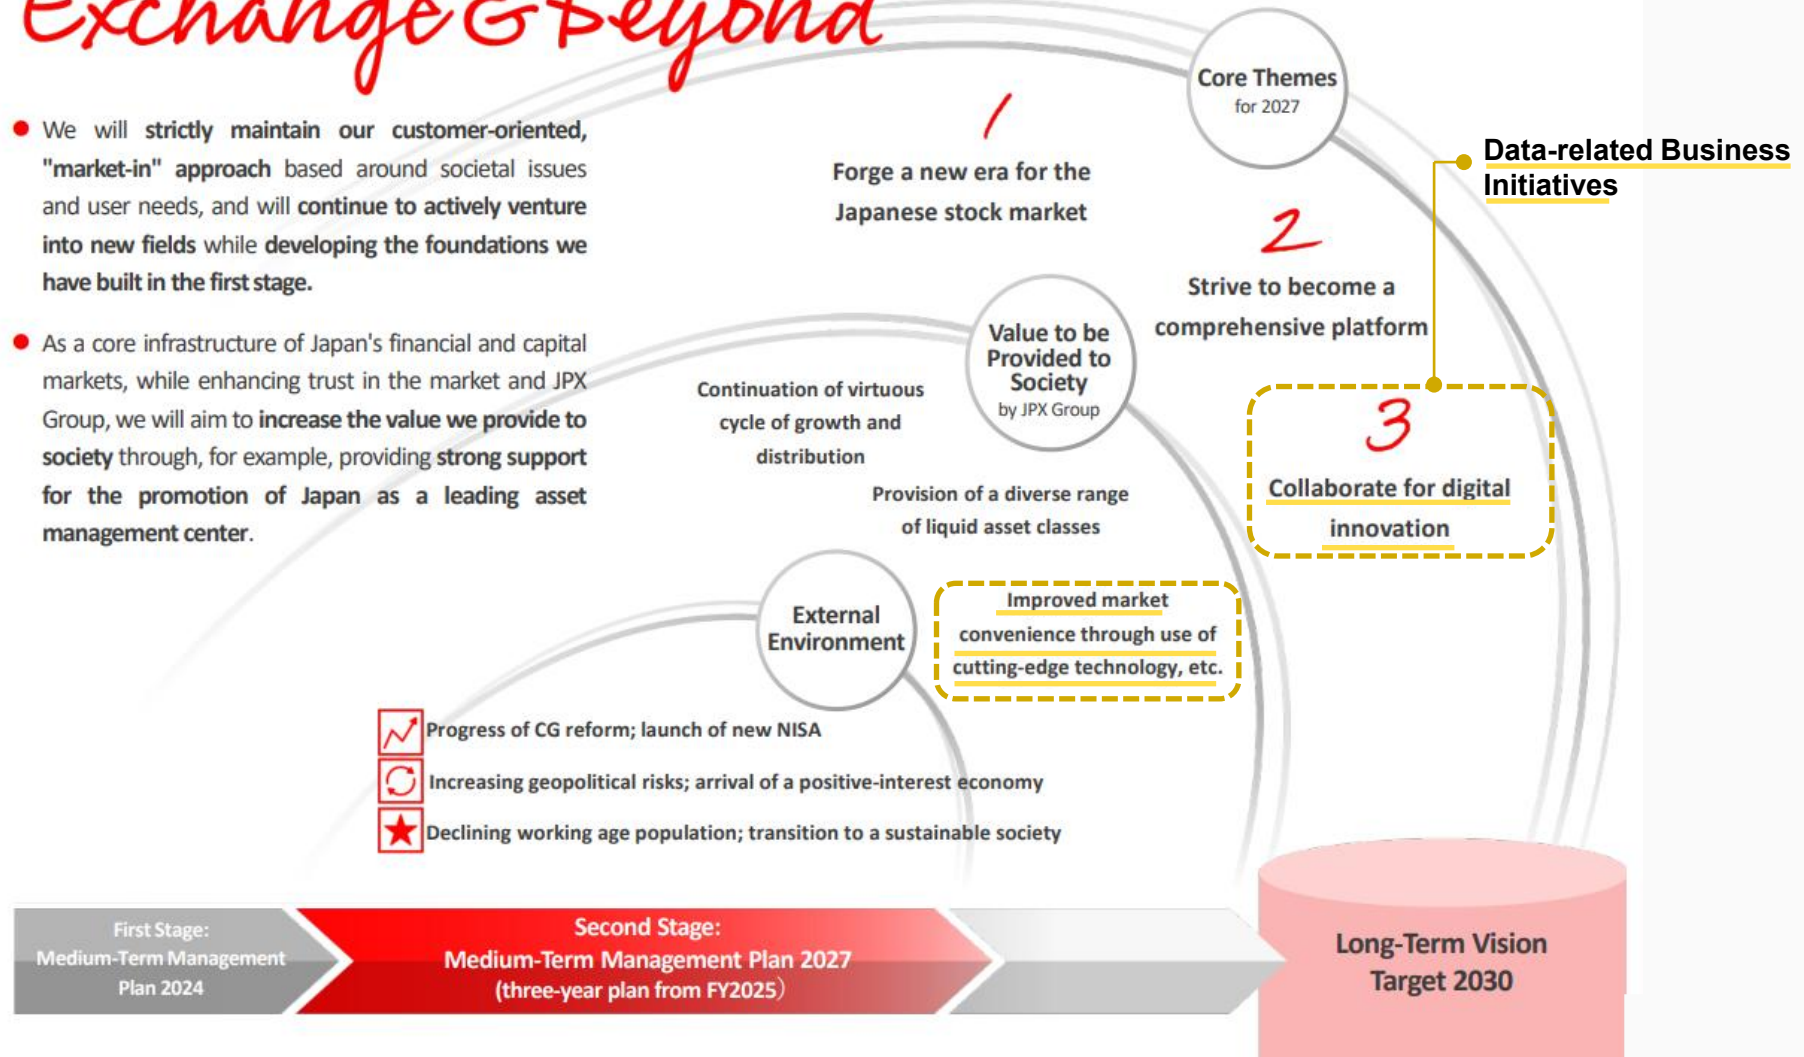 Exchange & Beyond
We will strictly maintain our customer-oriented,
"market-in" approach based around societal issues
and user needs, and will continue to actively venture
into new fields while developing the foundations we
have built in the first stage.
As a core infrastructure of Japan's financial and capital
markets, while enhancing trust in the market and JPX
Group, we will aim to increase the value we provide to
society through, for example, providing strong support
for the promotion of Japan as a leading asset
management center.
Core Themes
for 2027
1
Forge a new era for the
Japanese stock market
2
Strive to become a
comprehensive platform
Data-related Business
Initiatives
3
Collaborate for digital
innovation
Value to be
Provided to
Society
by JPX Group
Continuation of virtuous
cycle of growth and
distribution
Provision of a diverse range
of liquid asset classes
Improved market
convenience through use of
cutting-edge technology, etc.
External
Environment
Progress of CG reform; launch of new NISA
Increasing geopolitical risks; arrival of a positive-interest economy
Declining working age population; transition to a sustainable society
First Stage:
Medium-Term Management
Plan 2024
Second Stage:
Medium-Term Management Plan 2027
(three-year plan from FY2025）
Long-Term Vision
Target 2030